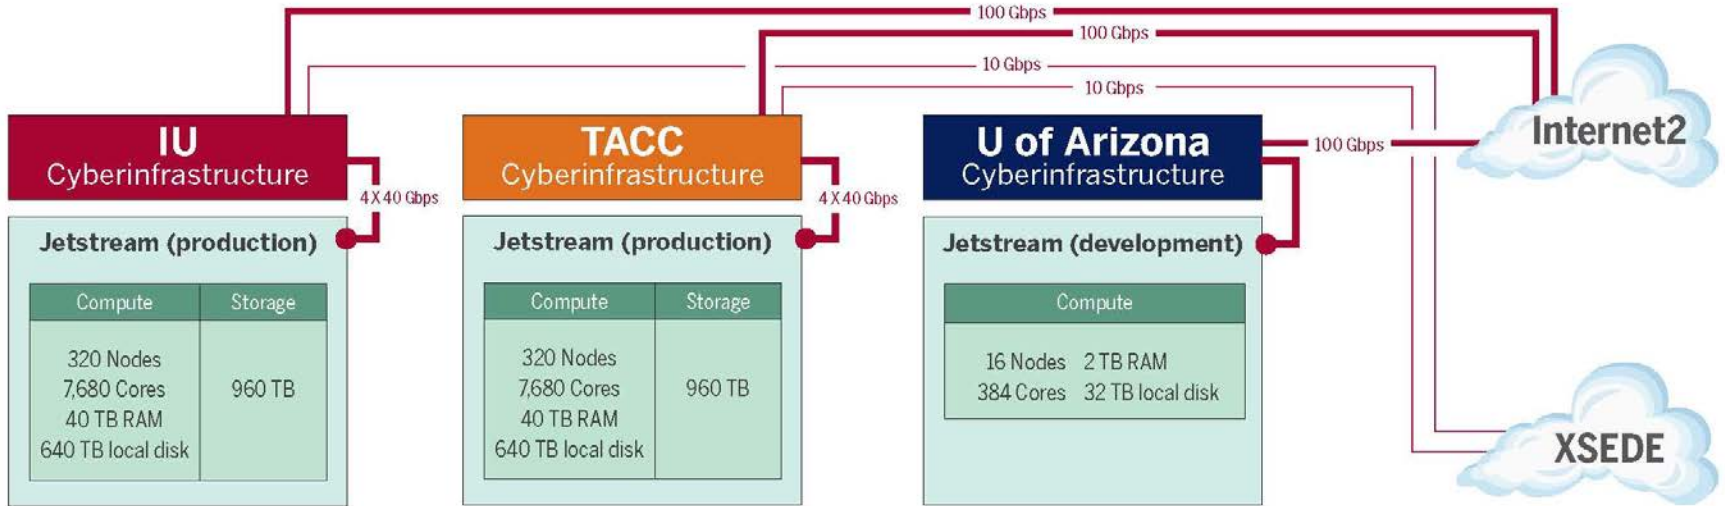 100 Gbps
100 Gbps
10 Gbps
10 Gbps
IU
Cyberinfrastructure
4 X 40 Gbps
Jetstream (production)
Compute Storage
320 Nodes
7,680 Cores
40 TB RAM
640 TB local disk
960 TB
TACC
Cyberinfrastructure
4 X 40 Gbps
Jetstream (production)
Compute Storage
320 Nodes
7,680 Cores
40 TB RAM
640 TB local disk
960 TB
U of Arizona
Cyberinfrastructure
100 Gbps
Jetstream (development)
Compute
16 Nodes 2 TB RAM
384 Cores 32 TB local disk
Internet2
XSEDE